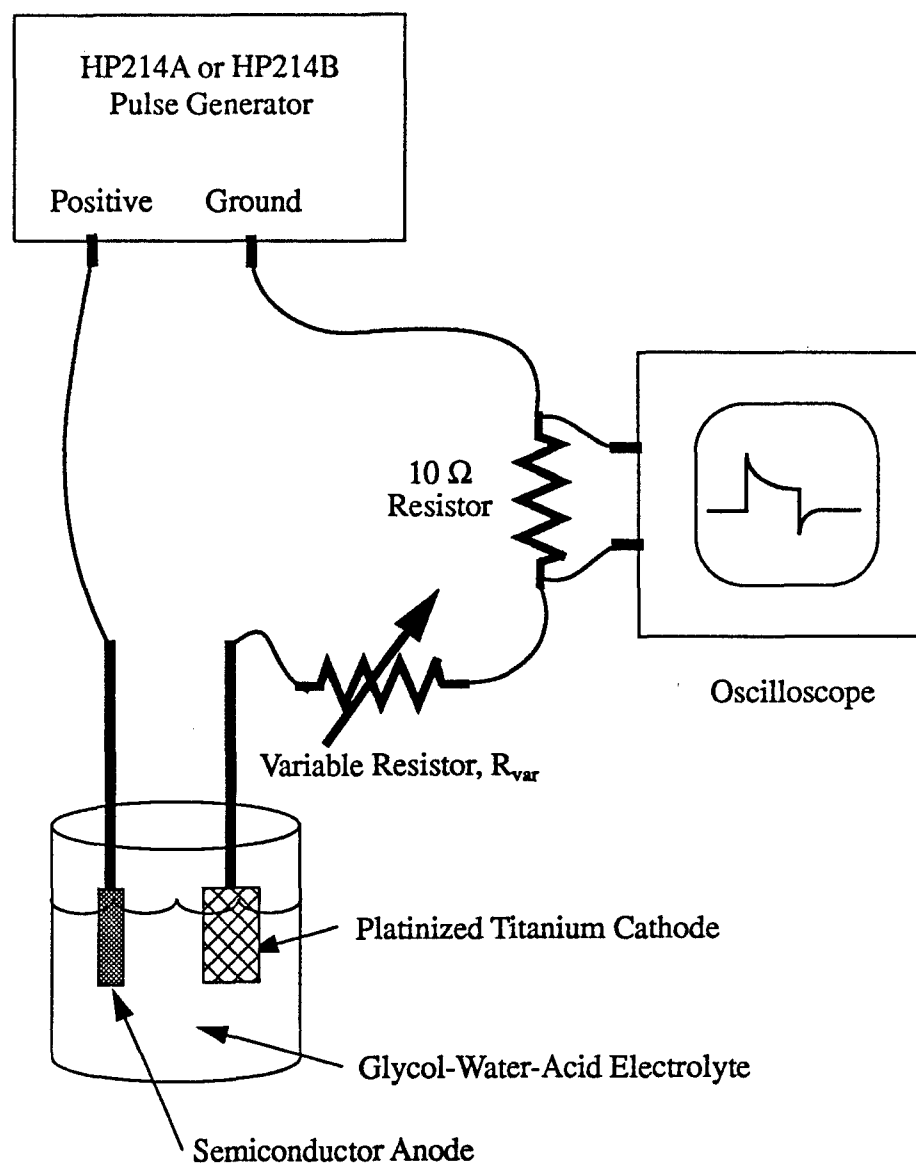 HP214A or HP214B
Pulse Generator
Positive
Ground
10 Ω
Resistor
Oscilloscope
Variable Resistor, Rvar
Platinized Titanium Cathode
Glycol-Water-Acid Electrolyte
Semiconductor Anode